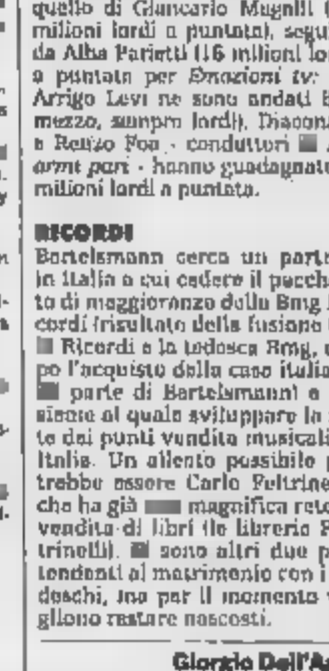 quello di Giancarlo Magalli
milioni lordi a puntata), segui
da Alba Parietti (16 milioni lor
a puntata per Emozioni tv:
Arrigo Levi ne sono andati
mezzo, sempre lordi). Diacona
e Renzo Foa - conduttori
armi pari - hanno guadagnato
milioni lordi a puntata.
RICORDI
Bertelsmann cerca un part
in Italia a cui cedere il pacch
to di maggioranza della Bmg
cordi (risultato della fusione
Ricordi e la tedesca Bmg,
po l'acquisto della casa italia
parte di Bertelsmann) e
sieme al quale sviluppare la
te dei punti vendita musicali
Italia. Un alleato possibile
trebbe essere Carlo Feltrine
che ha già magnifica rete
vendita di libri (le librerie F
trinelli). sono altri due p
tendenti al matrimonio con i
deschi, ma per il momento
gliono restare nascosti.
Giorgio Dell'A